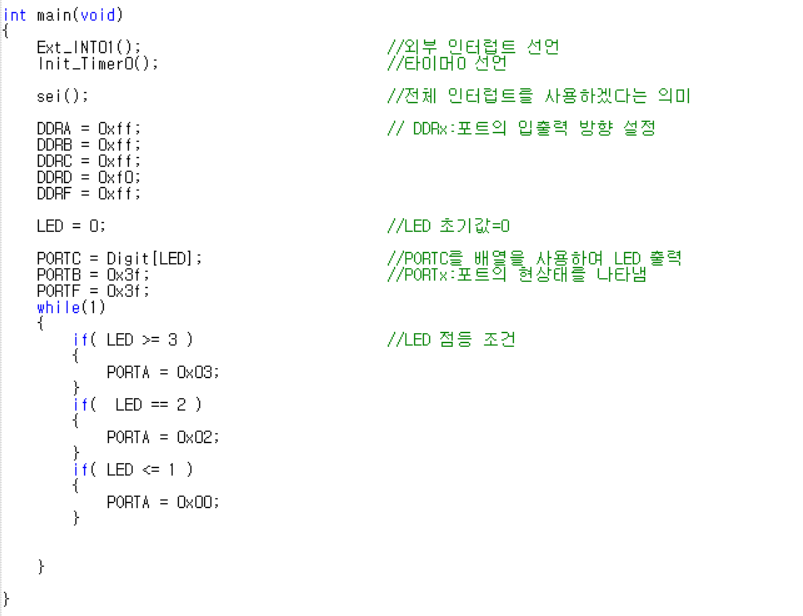 int main(void)
{
Ext_INT01(); //외부 인터럽트 선언
Init_Timer0(); //타이머0 선언
sei(); //전체 인터럽트를 사용하겠다는 의미
DDRA = 0xff; // DDRx:포트의 입출력 방향 설정
DDRB = 0xff;
DDRC = 0xff;
DDRD = 0xf0;
DDRF = 0xff;
LED = 0; //LED 초기값=0
PORTC = Digit[LED]; //PORTC를 배열을 사용하여 LED 출력
PORTB = 0x3f; //PORTx:포트의 현상태를 나타냄
PORTF = 0x3f;
while(1)
{
if( LED >= 3 ) //LED 점등 조건
{
PORTA = 0x03;
}
if(  LED == 2 )
{
PORTA = 0x02;
}
if( LED <= 1 )
{
PORTA = 0x00;
}
}
}